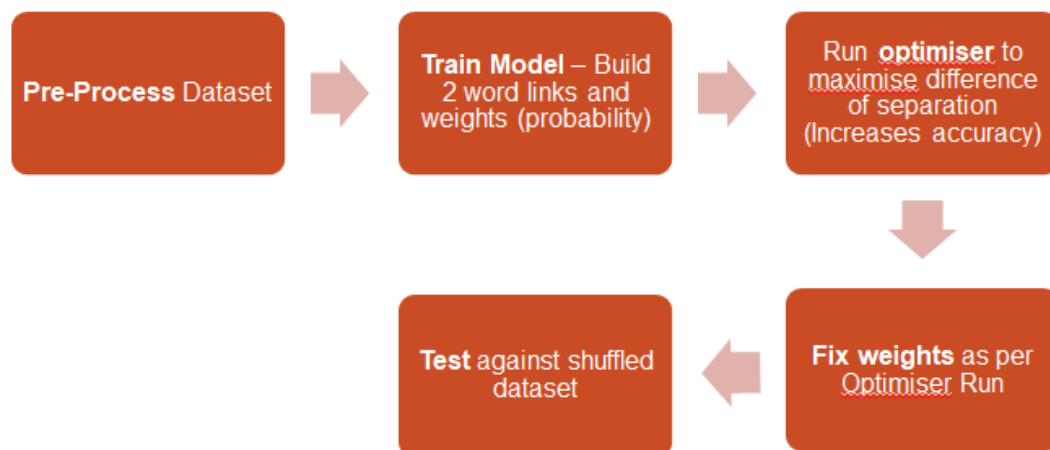 Pre-Process Dataset
Train Model – Build
2 word links and
weights (probability)
Run optimiser to
maximise difference
of separation
(Increases accuracy)
Fix weights as per
Optimiser Run
Test against shuffled
dataset